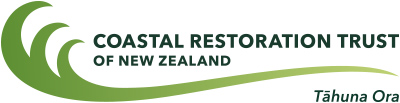 COASTAL RESTORATION TRUST
OF NEW ZEALAND
Tāhuna Ora